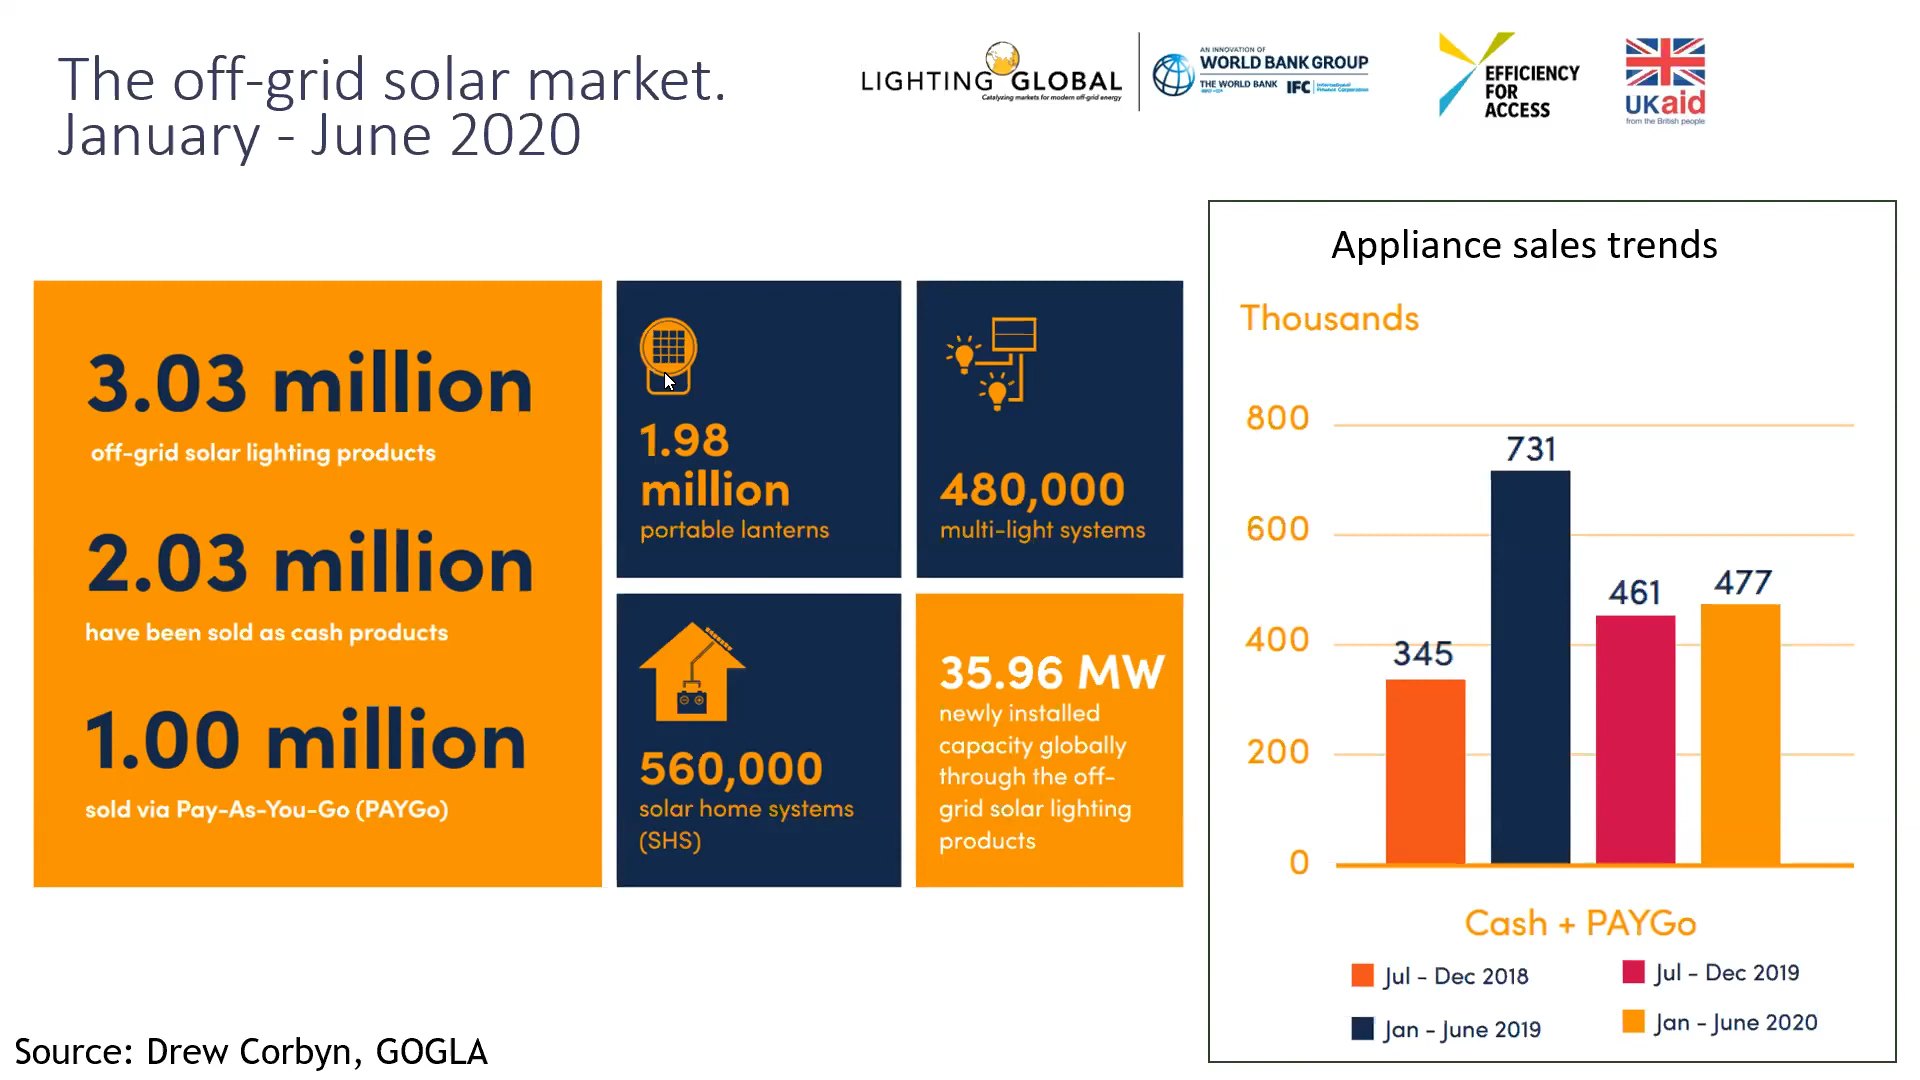 The off-grid solar market.
January - June 2020
LIGHTING GLOBAL
Catalyzing markets for modern off-grid energy
AN INNOVATION OF
WORLD BANK GROUP
THE WORLD BANK
IFC
International
Finance Corporation
EFFICIENCY
FOR
ACCESS
UKaid
from the British people
3.03 million
off-grid solar lighting products
2.03 million
have been sold as cash products
1.00 million
sold via Pay-As-You-Go (PAYGo)
1.98
million
portable lanterns
480,000
multi-light systems
560,000
solar home systems
(SHS)
35.96 MW
newly installed
capacity globally
through the off-
grid solar lighting
products
Appliance sales trends
Thousands
800
600
400
200
0
345
731
461
477
Cash + PAYGo
Jul - Dec 2018
Jul - Dec 2019
Jan - June 2019
Jan - June 2020
Source: Drew Corbyn, GOGLA